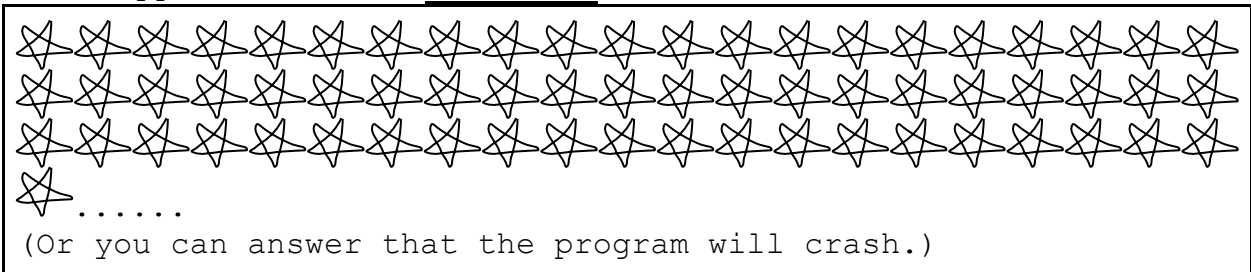 ......
(Or you can answer that the program will crash.)